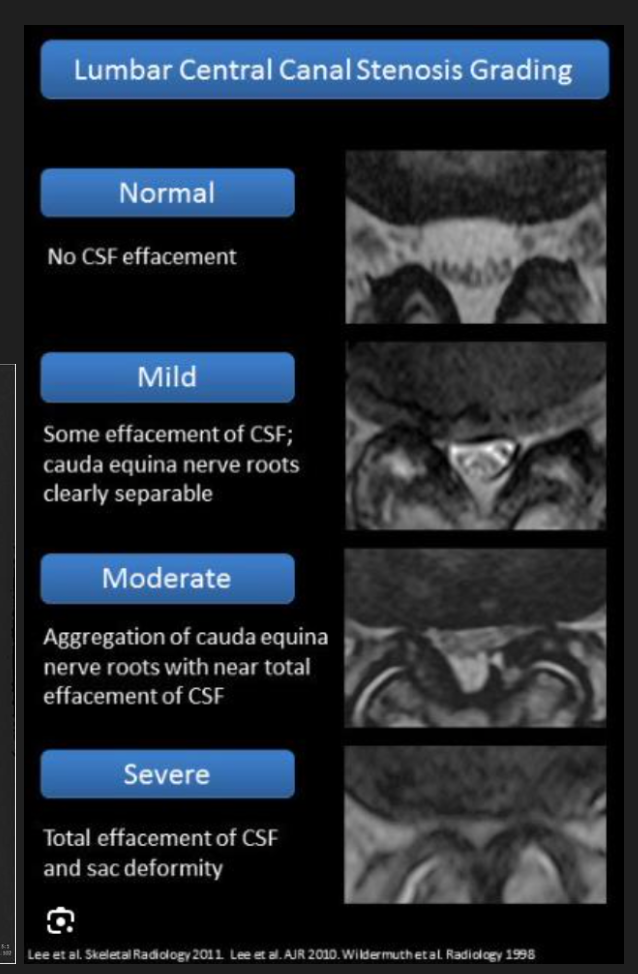 Lumbar Central Canal Stenosis Grading
Normal
No CSF effacement
Mild
Some effacement of CSF;
cauda equina nerve roots
clearly separable
Moderate
Aggregation of cauda equina
nerve roots with near total
effacement of CSF
Severe
Total effacement of CSF
and sac deformity
Lee et al. Skeletal Radiology 2011. Lee et al. AJR 2010. Wildermuth et al. Radiology 1998